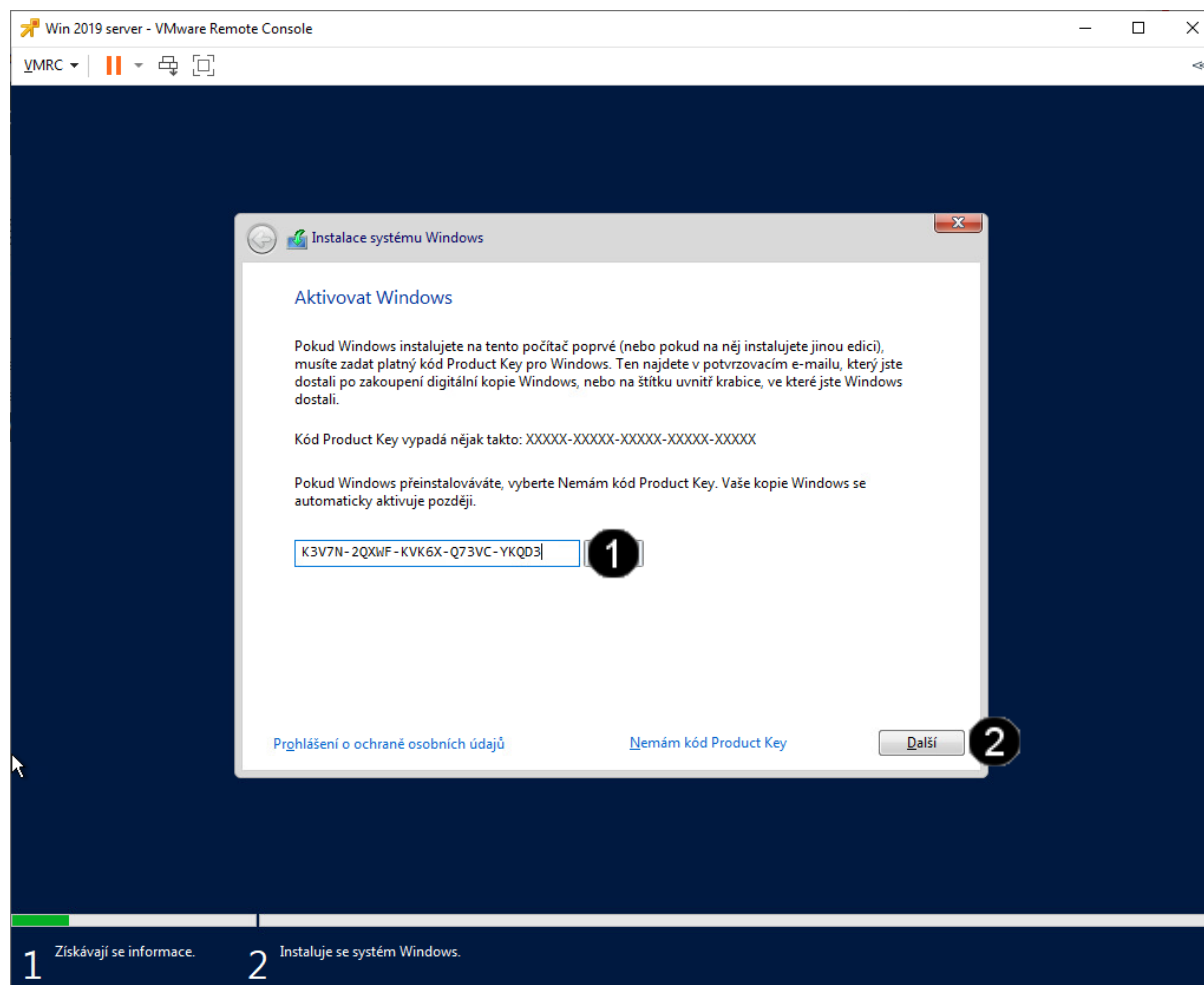 Win 2019 server - VMware Remote Console
VMRC
Instalace systému Windows
Aktivovat Windows
Pokud Windows instalujete na tento počítač poprvé (nebo pokud na něj instalujete jinou edici),
musíte zadat platný kód Product Key pro Windows. Ten najdete v potvrzovacím e-mailu, který jste
dostali po zakoupení digitální kopie Windows, nebo na štítku uvnitř krabice, ve které jste Windows
dostali.
Kód Product Key vypadá nějak takto: XXXXX-XXXXX-XXXXX-XXXXX-XXXXX
Pokud Windows přeinstalováváte, vyberte Nemám kód Product Key. Vaše kopie Windows se
automaticky aktivuje později.
K3V7N-2QXWF-KVK6X-Q73VC-YKQD3
1
Prohlášení o ochraně osobních údajů
Nemám kód Product Key
Další
2
1 Získávají se informace.
2 Instaluje se systém Windows.